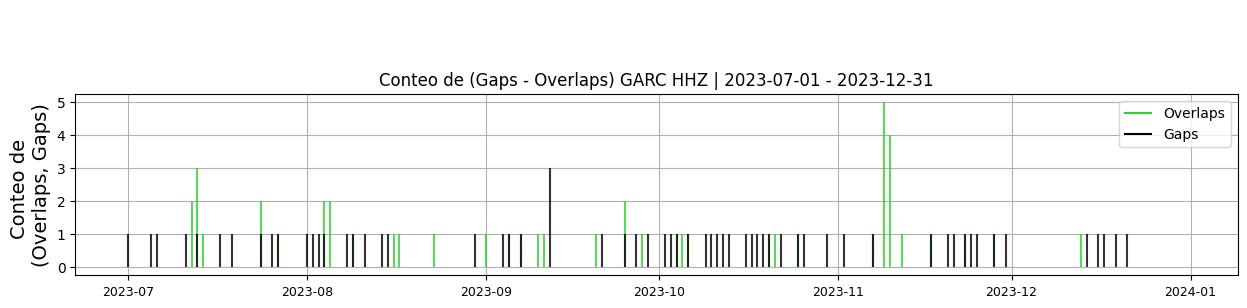 Conteo de (Gaps - Overlaps) GARC HHZ | 2023-07-01 - 2023-12-31
Conteo de
(Overlaps, Gaps)
5
4
3
2
1
0
Overlaps
Gaps
2023-07
2023-08
2023-09
2023-10
2023-11
2023-12
2024-01